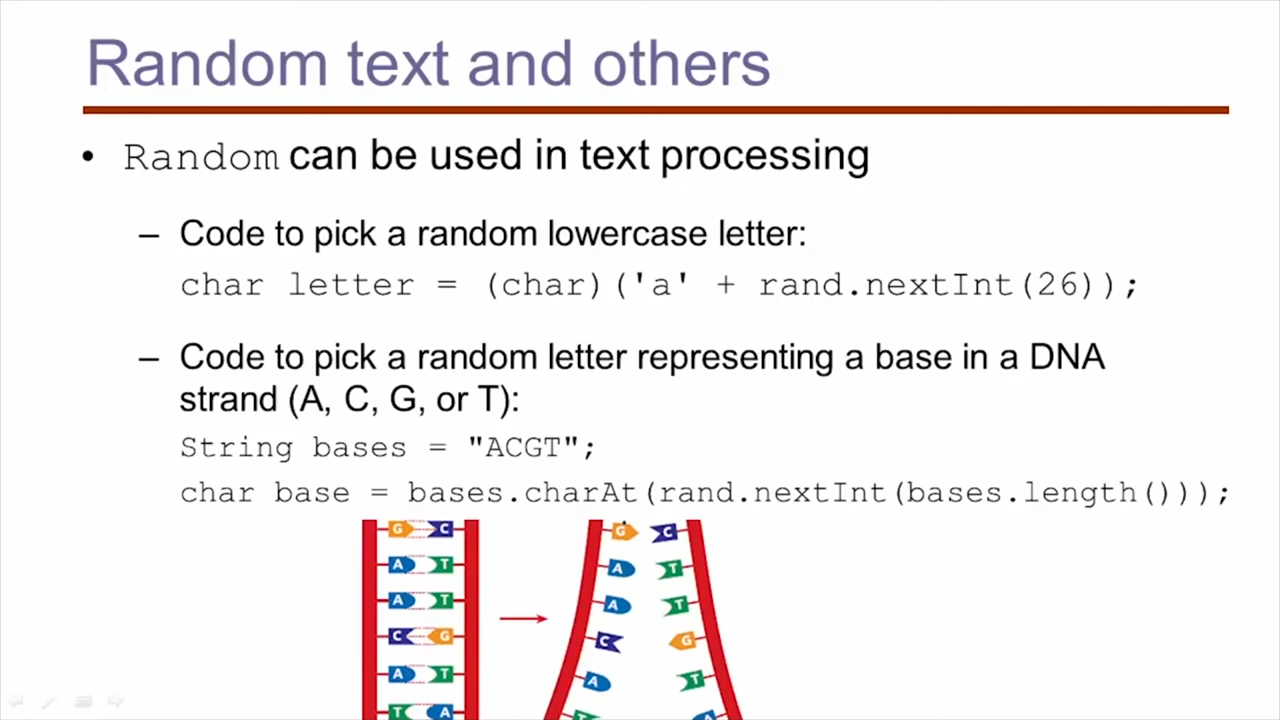 Random text and others
• Random can be used in text processing
– Code to pick a random lowercase letter:
char letter = (char)('a' + rand.nextInt(26));
– Code to pick a random letter representing a base in a DNA
strand (A, C, G, or T):
String bases = "ACGT";
char base = bases.charAt(rand.nextInt(bases.length()));
G C G C
A T A T
A T A T
C G C G
A T A T
T A T A